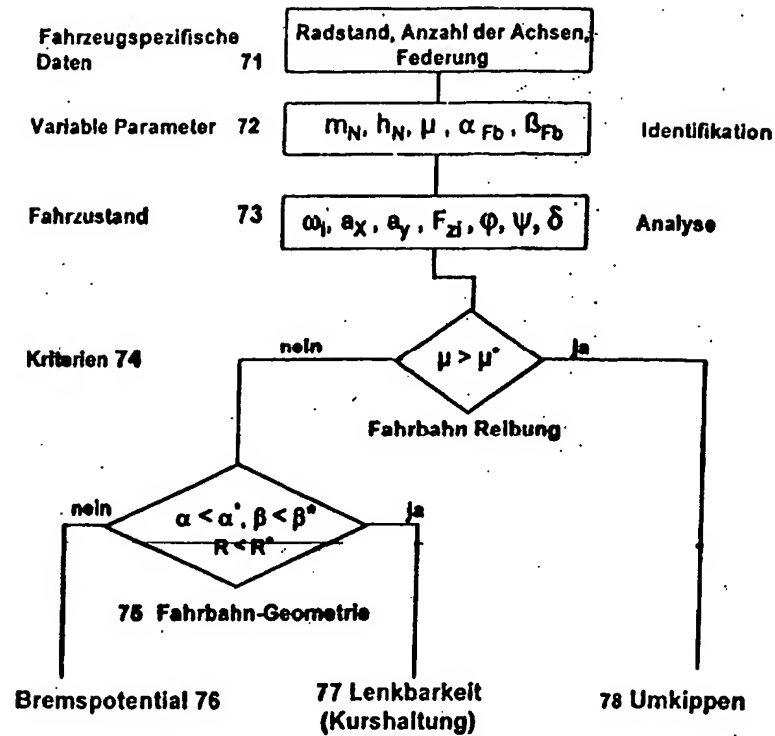 Fahrzeugspezifische
Daten 71
Radstand, Anzahl der Achsen,
Federung
Variable Parameter 72
m_N, h_N, μ, α_Fb, ß_Fb
Identifikation
Fahrzustand 73
ω_i, a_x, a_y, F_zi, φ, ψ, δ
Analyse
Kriterien 74
nein
μ > μ*
ja
Fahrbahn Reibung
nein
α < α*, β < β*
R < R*
ja
75 Fahrbahn-Geometrie
Bremspotential 76
77 Lenkbarkeit
(Kurshaltung)
78 Umkippen